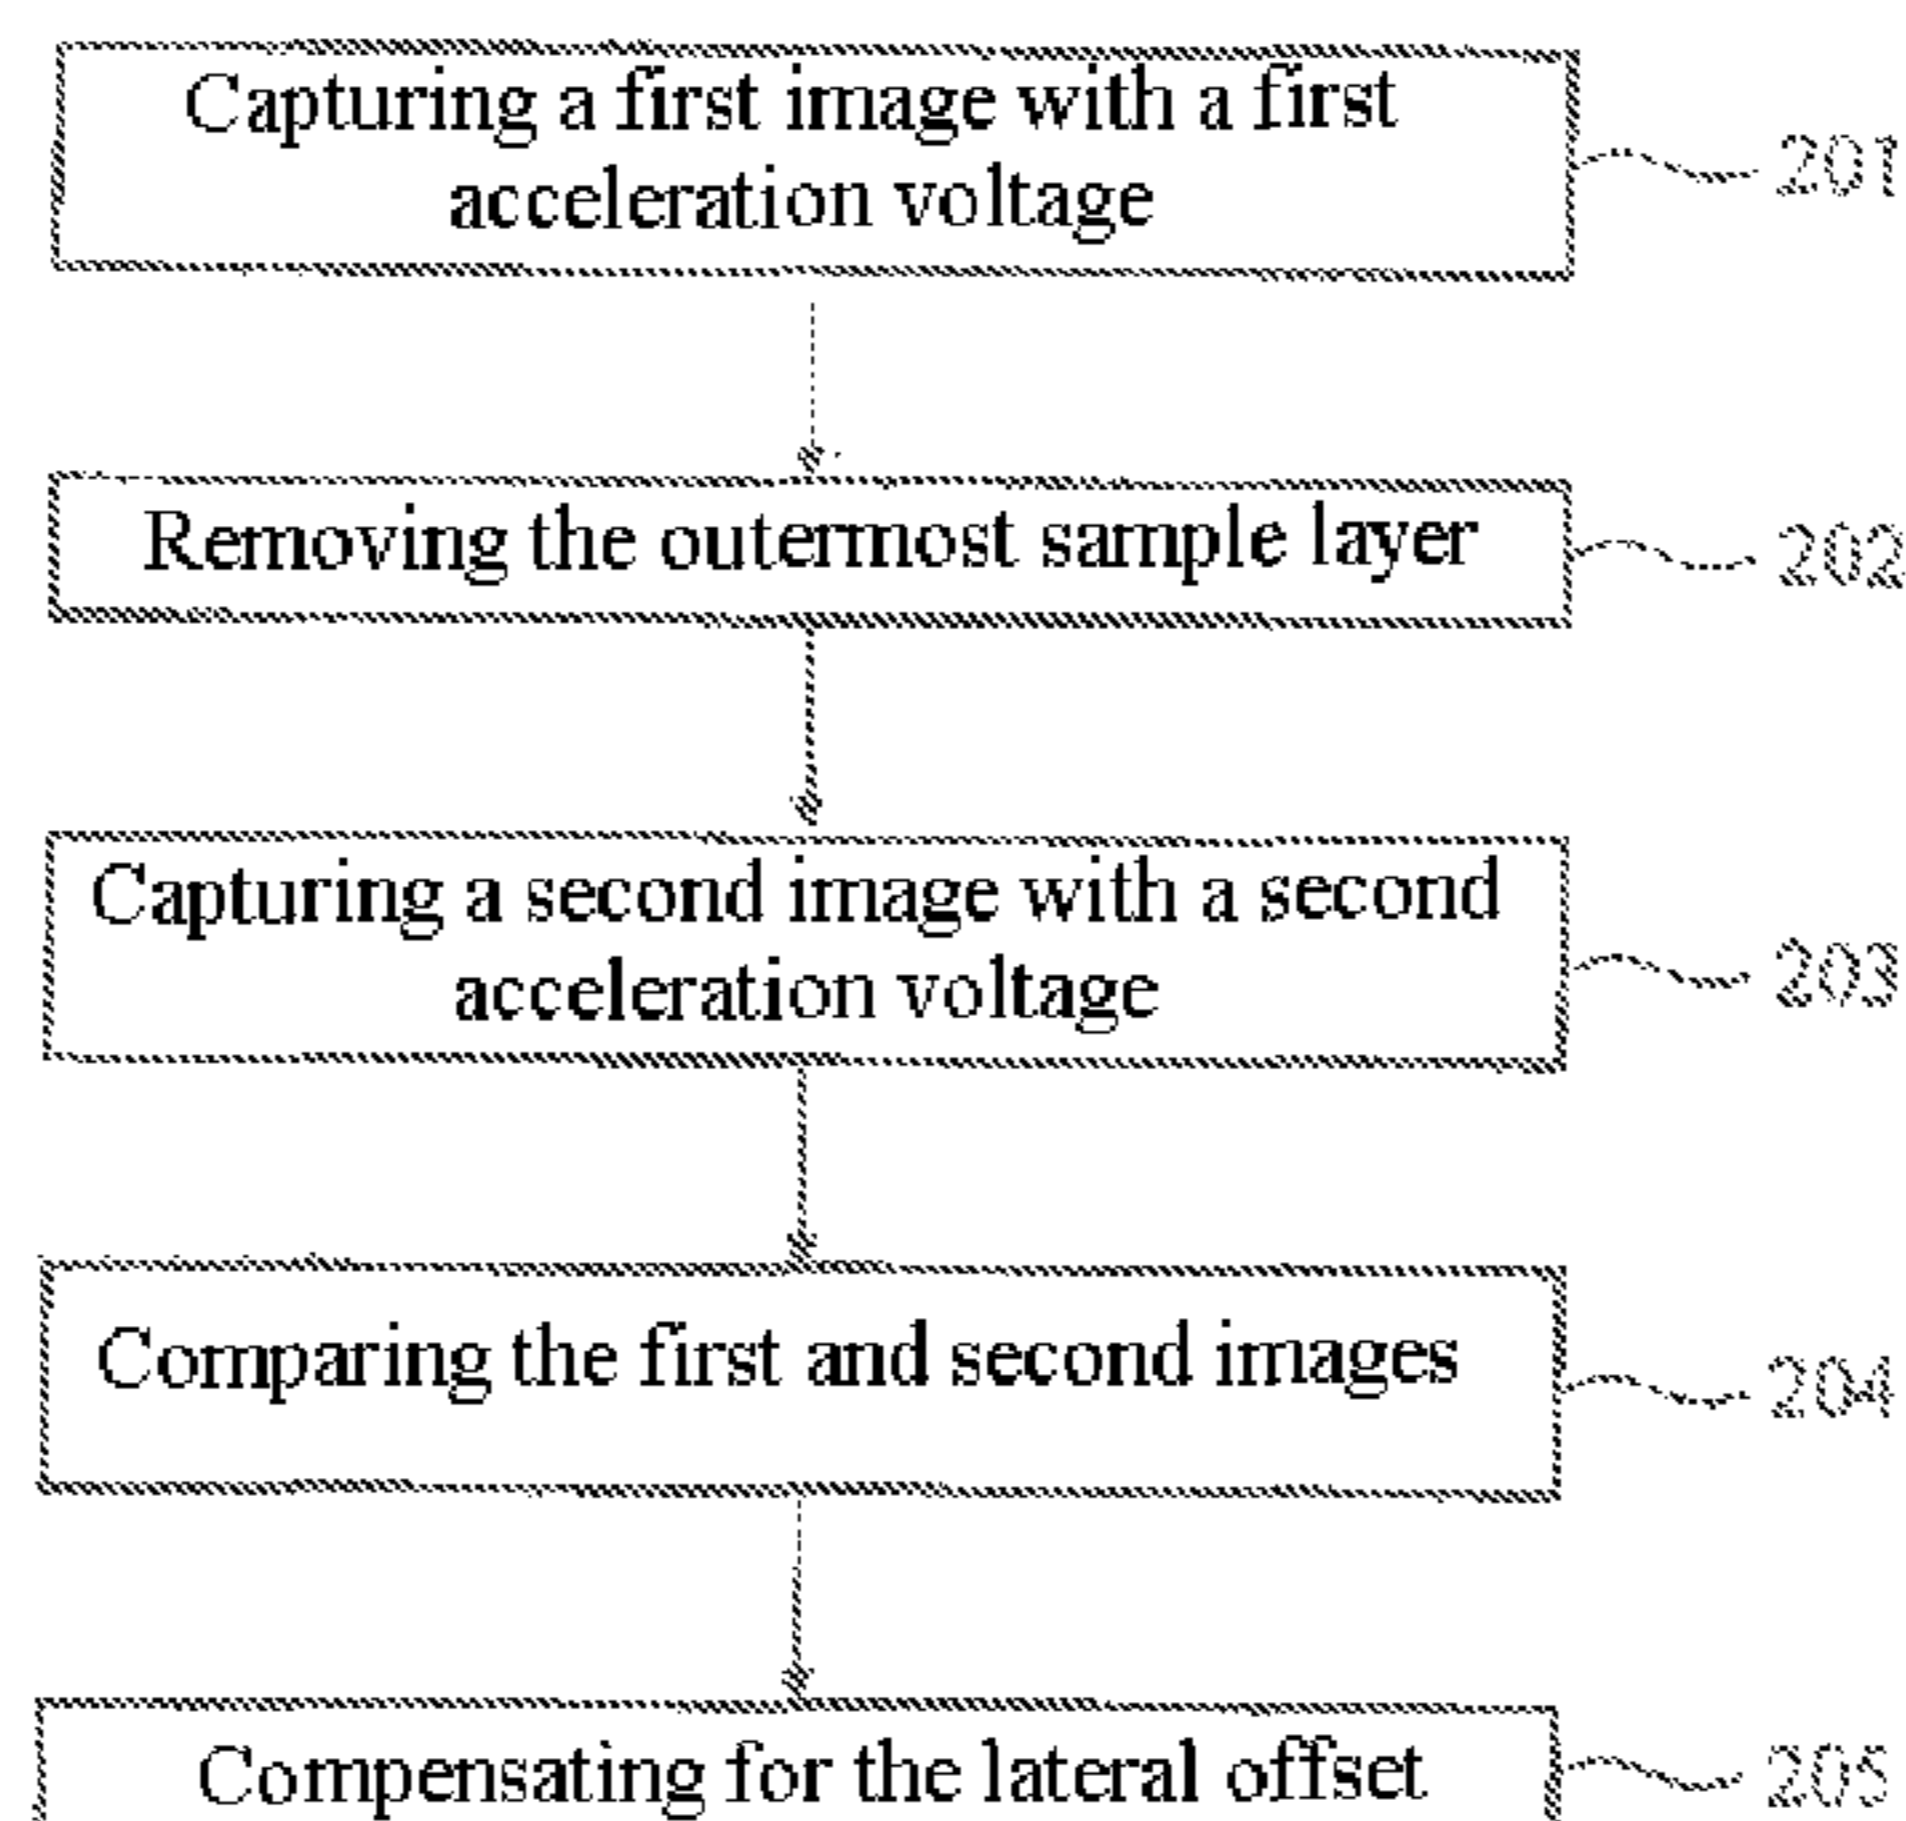 Capturing a first image with a first
acceleration voltage
201
Removing the outermost sample layer
202
Capturing a second image with a second
acceleration voltage
203
Comparing the first and second images
204
Compensating for the lateral offset
205